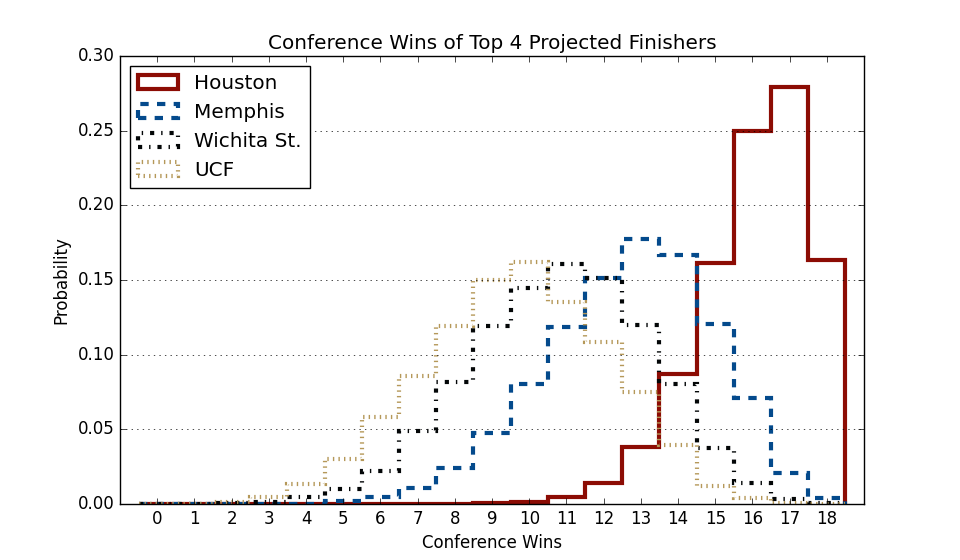 Conference Wins of Top 4 Projected Finishers
Houston
Memphis
Wichita St.
UCF
0.30
0.25
0.20
0.15
0.10
0.05
0.00
Probability
0 1 2 3 4 5 6 7 8 9 10 11 12 13 14 15 16 17 18
Conference Wins